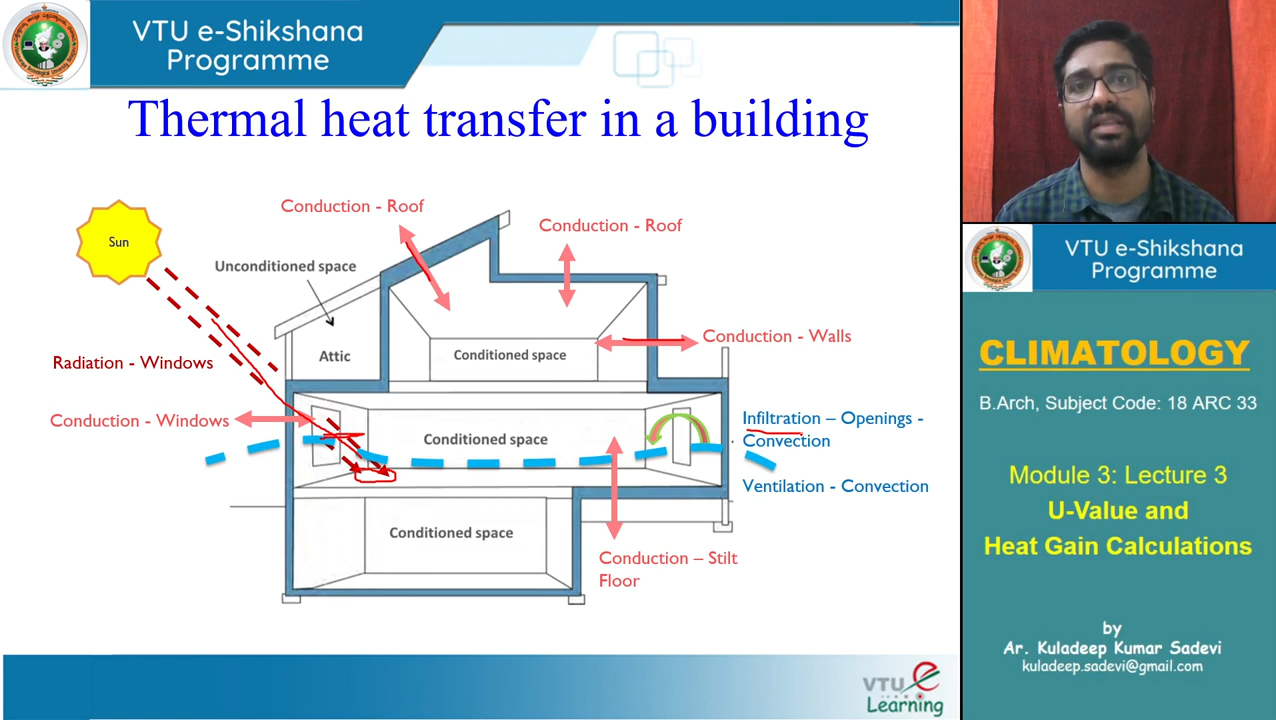 VTU e-Shikshana
Programme
Thermal heat transfer in a building
Conduction - Roof
Conduction - Roof
Sun
Unconditioned space
Attic
Conditioned space
Conduction - Walls
Radiation - Windows
Conduction - Windows
Conditioned space
Infiltration – Openings -
Convection
Ventilation - Convection
Conditioned space
Conduction – Stilt
Floor
VTU e
Learning
VTU e-Shikshana
Programme
CLIMATOLOGY
B.Arch, Subject Code: 18 ARC 33
Module 3: Lecture 3
U-Value and
Heat Gain Calculations
by
Ar. Kuladeep Kumar Sadevi
kuladeep.sadevi@gmail.com